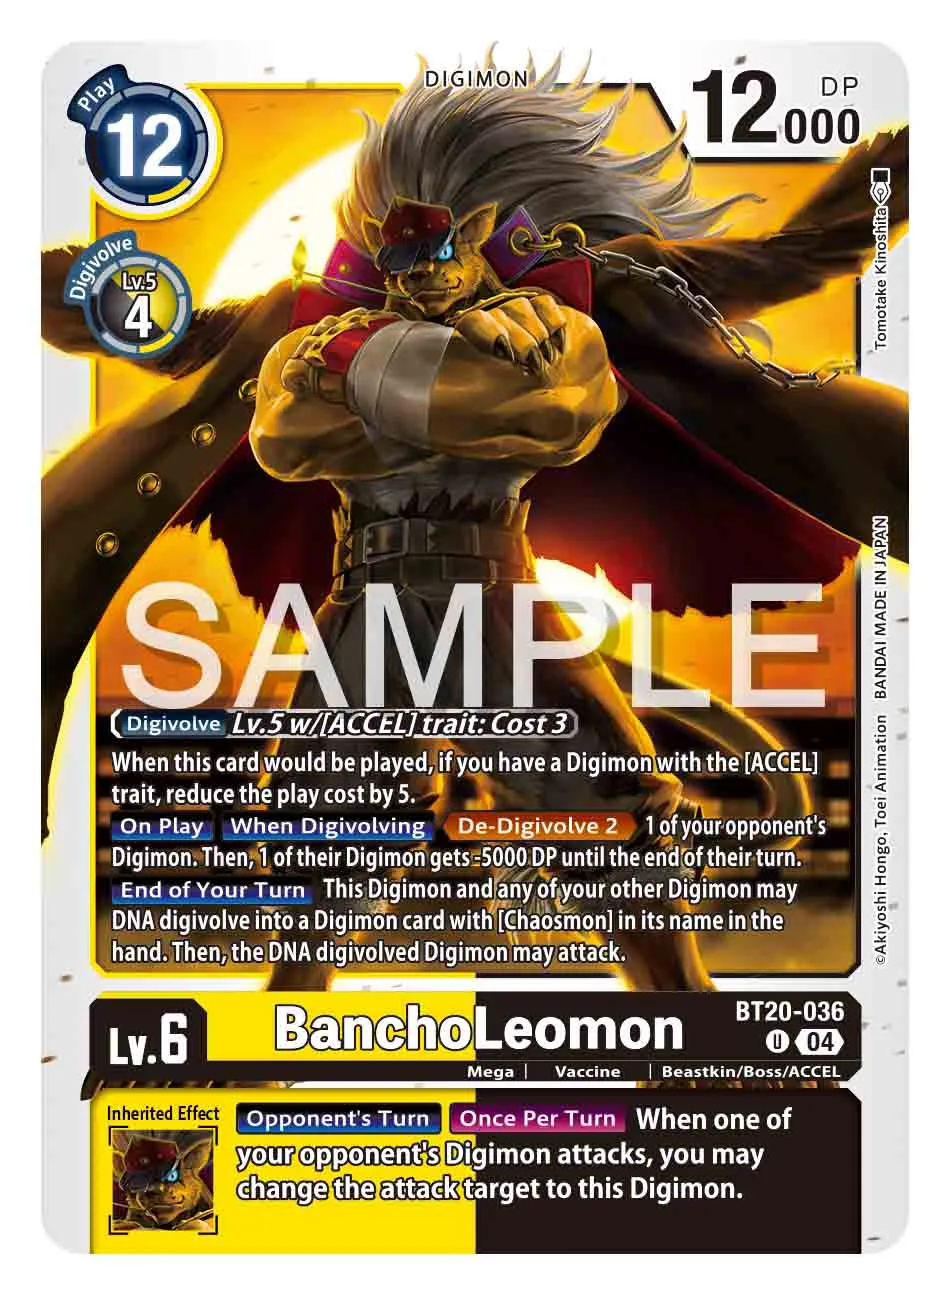 DIGIMON
Play
12
12000
DP
Digivolve
Lv.5
4
Tomotake Kinoshita
BANDAI MADE IN JAPAN
©Akiyoshi Hongo, Toei Animation
SAMPLE
Digivolve Lv.5 w/[ACCEL] trait: Cost 3
When this card would be played, if you have a Digimon with the [ACCEL]
trait, reduce the play cost by 5.
On Play When Digivolving De-Digivolve 2 1 of your opponent's
Digimon. Then, 1 of their Digimon gets -5000 DP until the end of their turn.
End of Your Turn This Digimon and any of your other Digimon may
DNA digivolve into a Digimon card with [Chaosmon] in its name in the
hand. Then, the DNA digivolved Digimon may attack.
Lv.6
BanchoLeomon
BT20-036
U 04
Mega | Vaccine | Beastkin/Boss/ACCEL
Inherited Effect
Opponent's Turn Once Per Turn When one of
your opponent's Digimon attacks, you may
change the attack target to this Digimon.